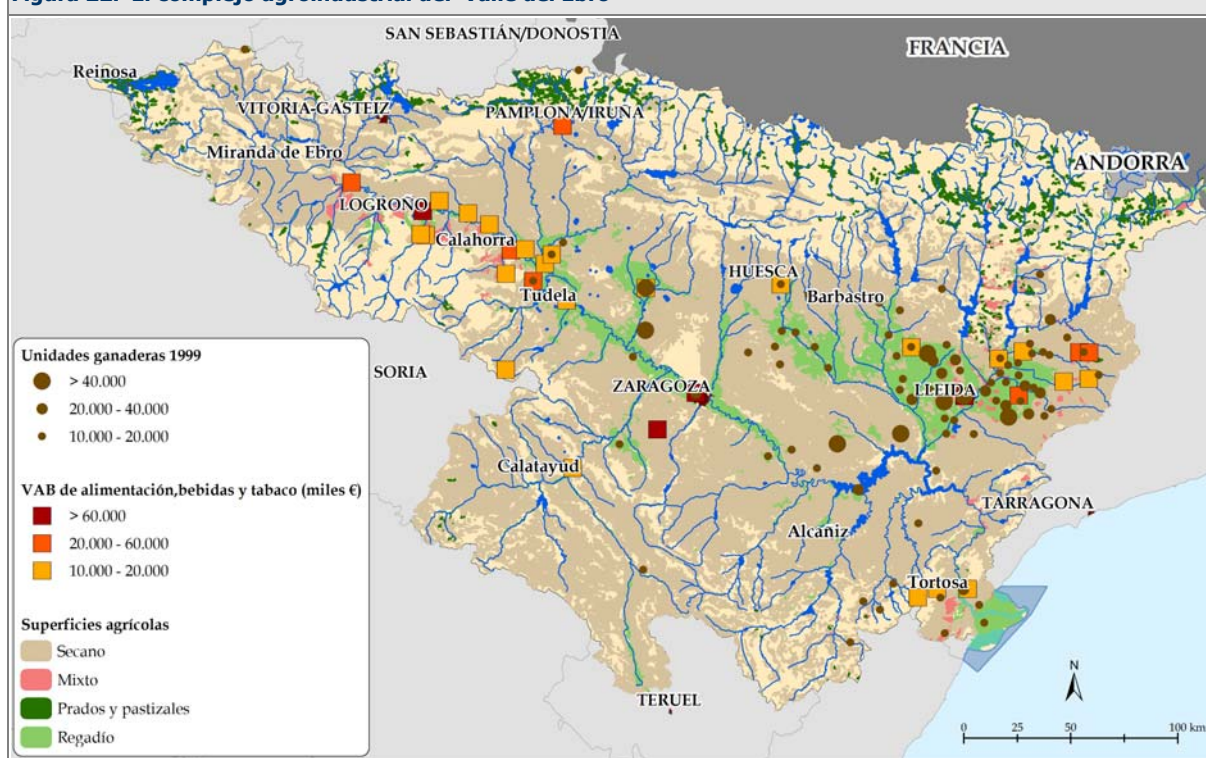 Figura 22. El complejo agroindustrial del Valle del Ebro
SAN SEBASTIÁN/DONOSTIA
FRANCIA
Reinosa
VITORIA-GASTEIZ
PAMPLONA/IRUÑA
Miranda de Ebro
ANDORRA
LOGROÑO
Calahorra
HUESCA
Barbastro
Tudela
SORIA
ZARAGOZA
LLEIDA
Calatayud
TARRAGONA
Alcañiz
Tortosa
TERUEL
Unidades ganaderas 1999
> 40.000
20.000 - 40.000
10.000 - 20.000
VAB de alimentación,bebidas y tabaco (miles €)
> 60.000
20.000 - 60.000
10.000 - 20.000
Superficies agrícolas
Secano
Mixto
Prados y pastizales
Regadío
N
0 25 50 100 km